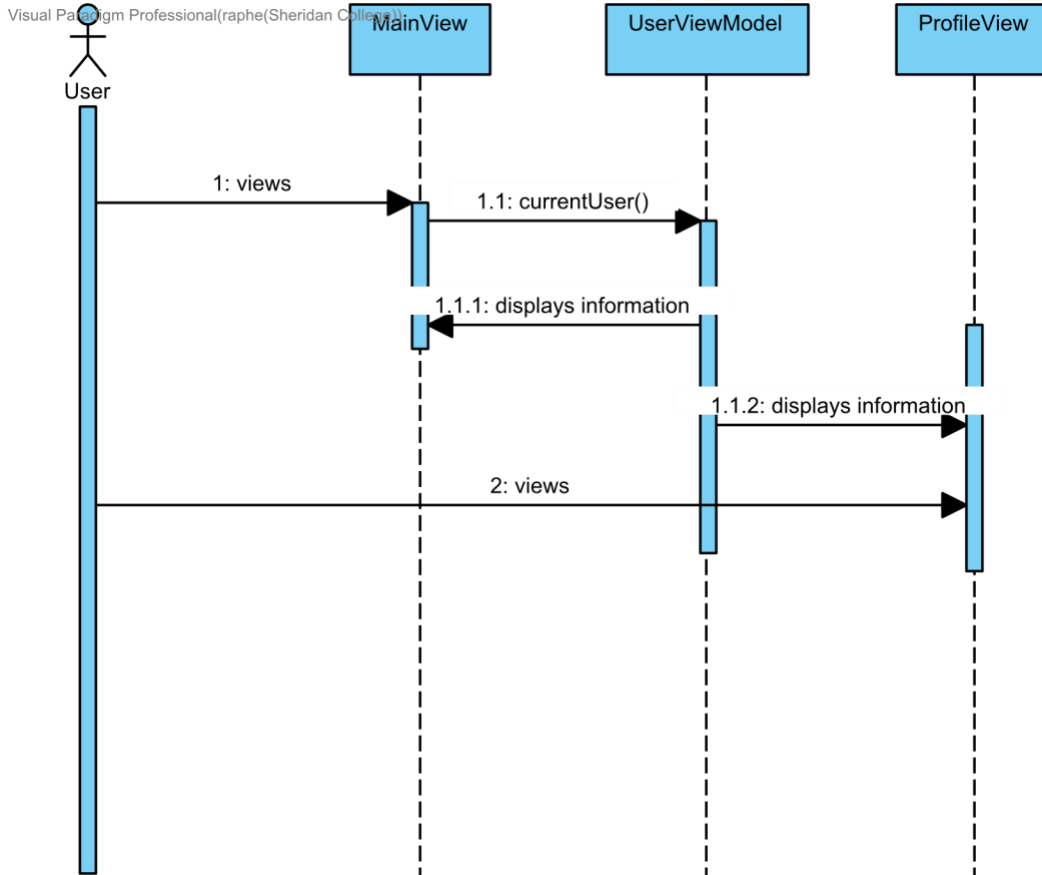 Visual Paradigm Professional(raphe(Sheridan College))
User
MainView
UserViewModel
ProfileView
1: views
1.1: currentUser()
1.1.1: displays information
1.1.2: displays information
2: views